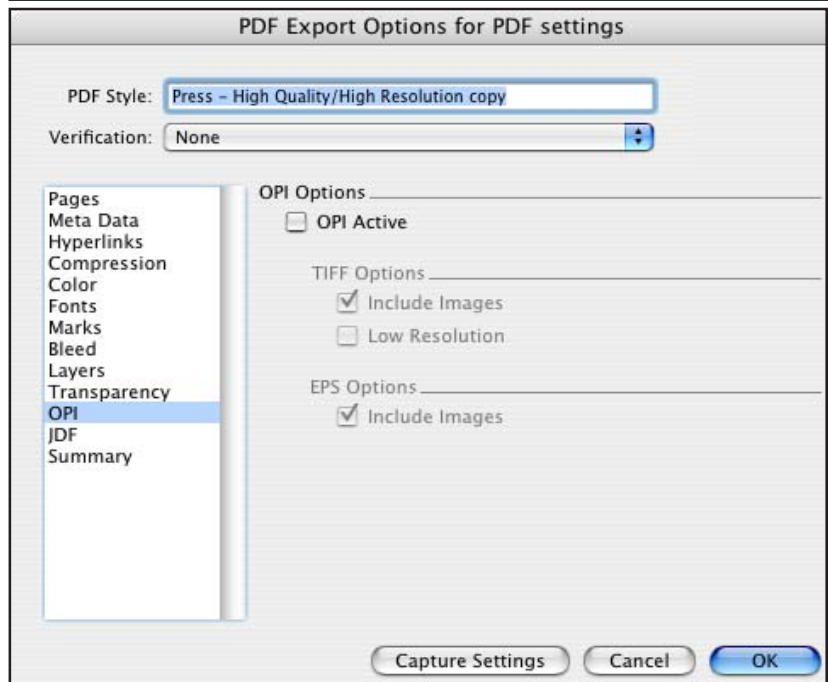 PDF Export Options for PDF settings
PDF Style: Press – High Quality/High Resolution copy
Verification: None
Pages
Meta Data
Hyperlinks
Compression
Color
Fonts
Marks
Bleed
Layers
Transparency
OPI
JDF
Summary
OPI Options
OPI Active
TIFF Options
Include Images
Low Resolution
EPS Options
Include Images
Capture Settings
Cancel
OK